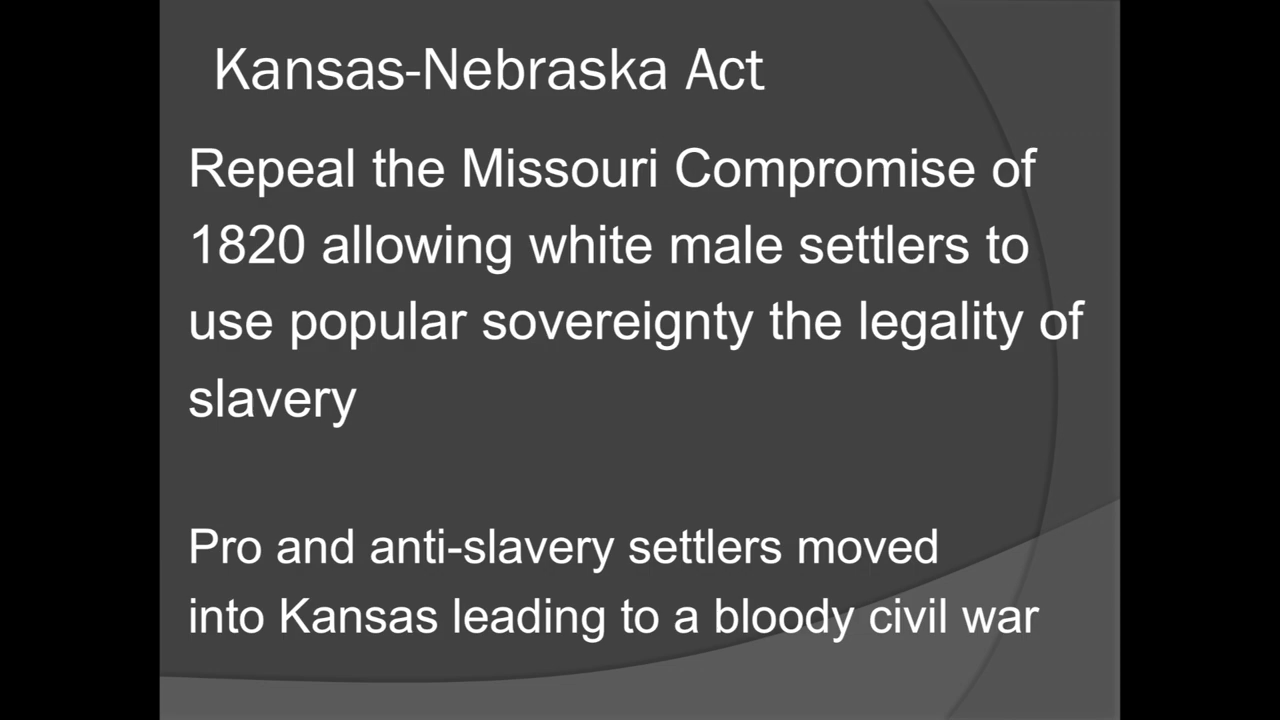 Kansas-Nebraska Act
Repeal the Missouri Compromise of
1820 allowing white male settlers to
use popular sovereignty the legality of
slavery
Pro and anti-slavery settlers moved
into Kansas leading to a bloody civil war